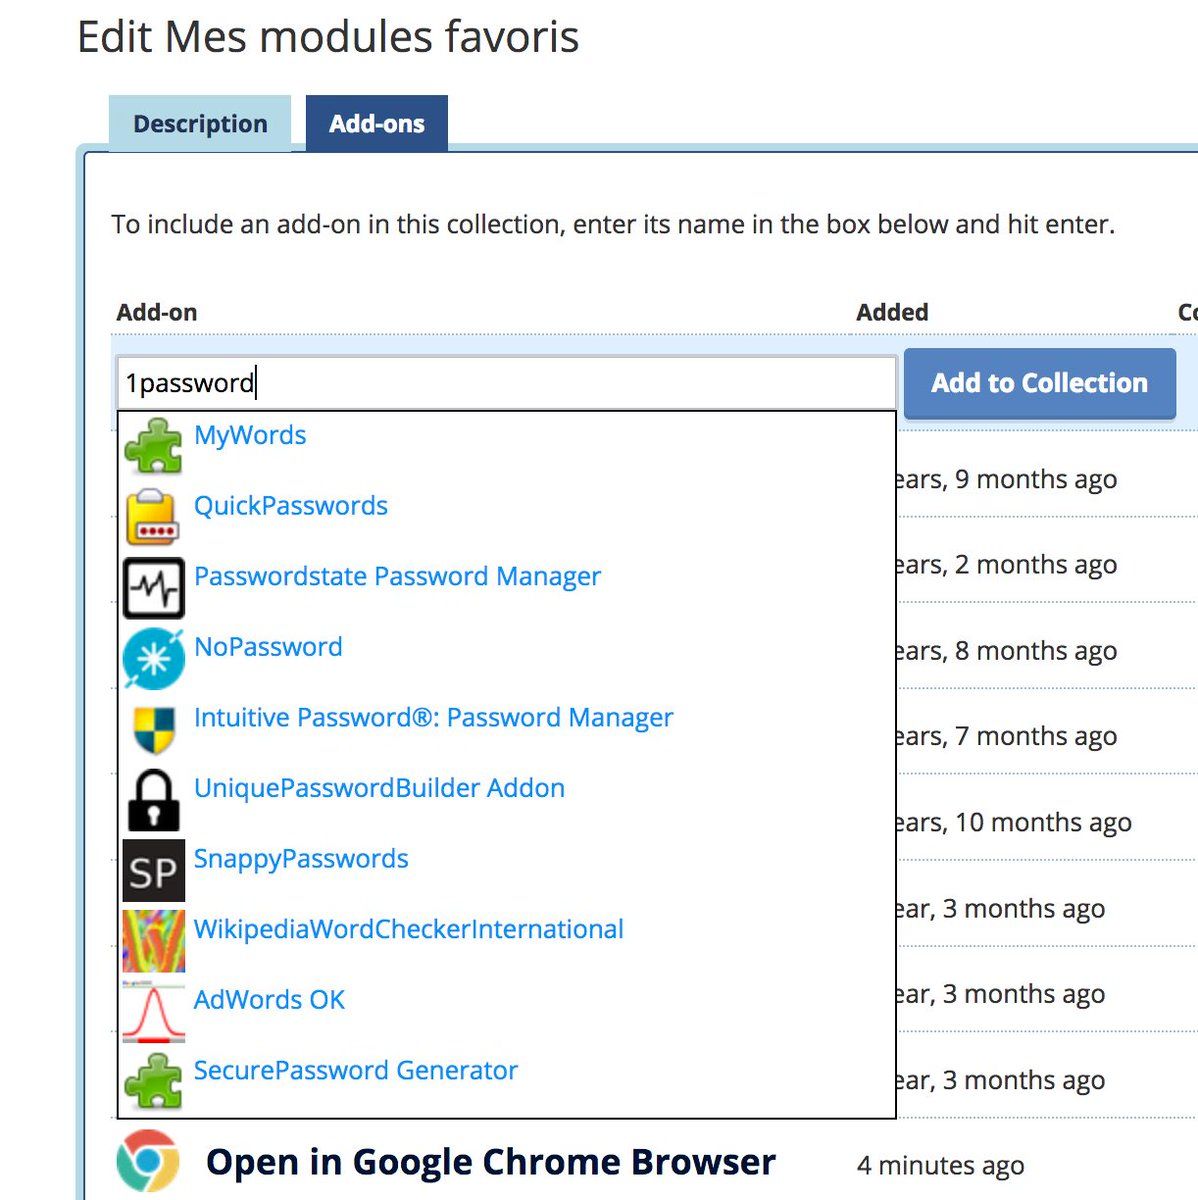 Edit Mes modules favoris
Description Add-ons
To include an add-on in this collection, enter its name in the box below and hit enter.
Add-on Added
1password Add to Collection
MyWords
ears, 9 months ago
QuickPasswords
ears, 2 months ago
Passwordstate Password Manager
NoPassword
ears, 8 months ago
Intuitive Password®: Password Manager
ears, 7 months ago
UniquePasswordBuilder Addon
ears, 10 months ago
SP SnappyPasswords
ear, 3 months ago
WikipediaWordCheckerInternational
AdWords OK
ear, 3 months ago
SecurePassword Generator
ear, 3 months ago
Open in Google Chrome Browser 4 minutes ago